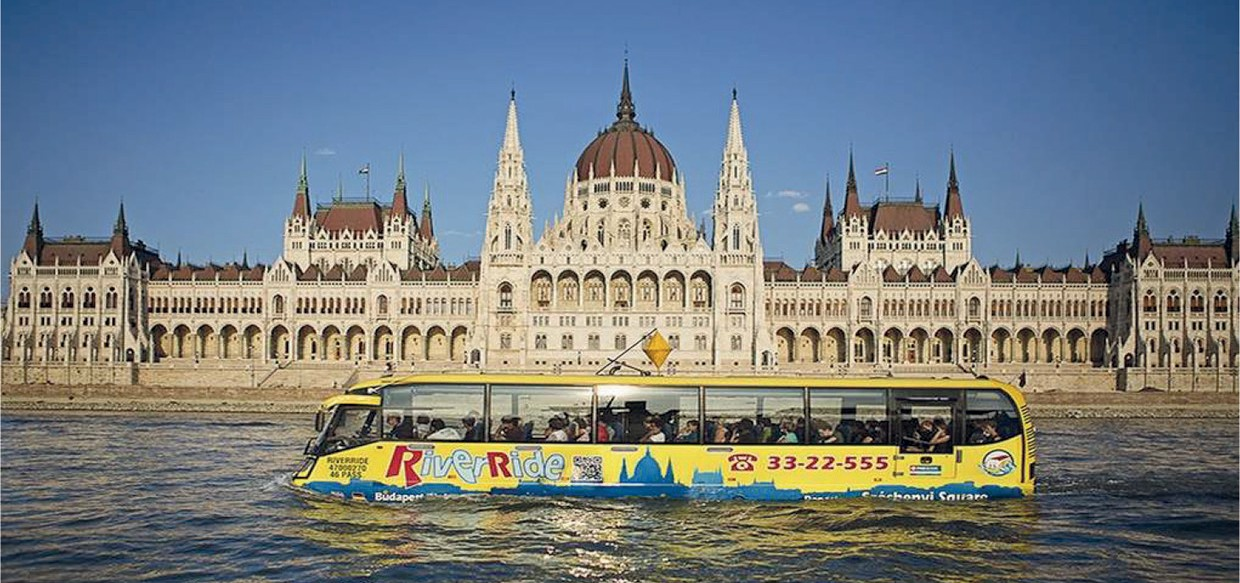 RIVERRIDE
47000270
46 PASS
RiverRide
33-22-555
Budapest
Széchenyi Square